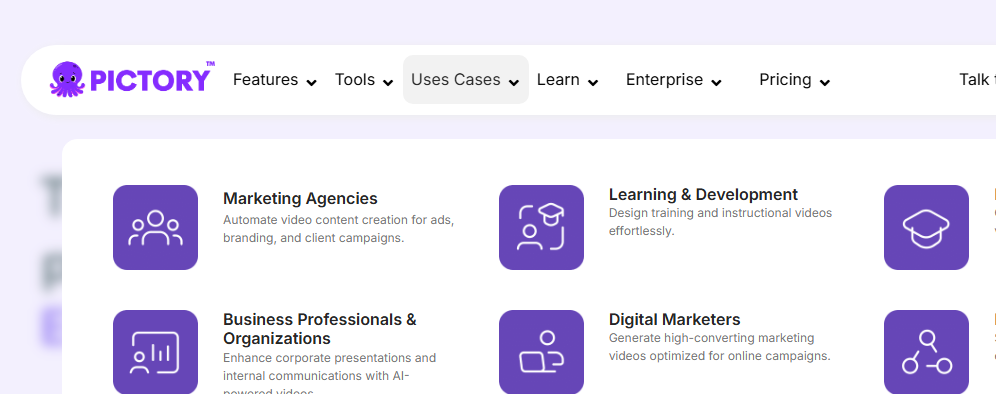 PICTORY™ Features Tools Uses Cases Learn Enterprise Pricing Talk
Marketing Agencies
Automate video content creation for ads,
branding, and client campaigns.
Learning & Development
Design training and instructional videos
effortlessly.
Business Professionals &
Organizations
Enhance corporate presentations and
internal communications with AI-
powered videos
Digital Marketers
Generate high-converting marketing
videos optimized for online campaigns.